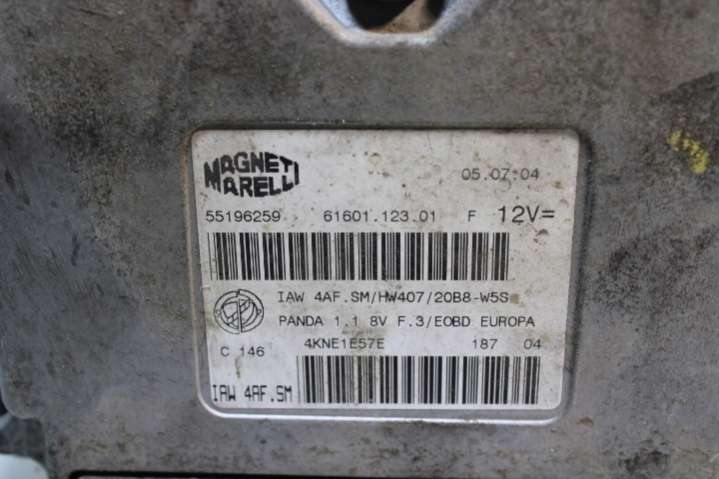 MAGNETI
MARELLI
05.07.04
55196259 61601.123.01 F 12V=
IAW 4AF.SM/HW407/20B8-W5S
PANDA 1.1 8V F.3/EOBD EUROPA
C 146 4KNE1E57E 187 04
IAW 4AF.SM